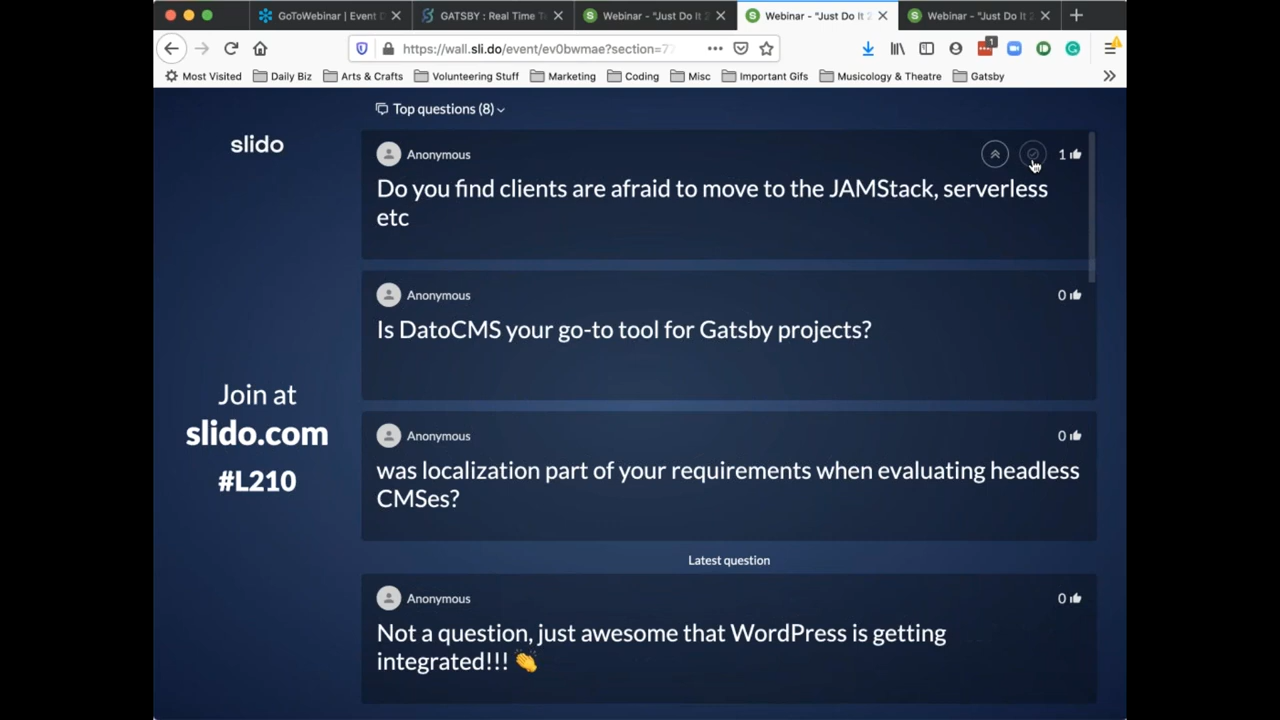 GoToWebinar | Event D
GATSBY : Real Time T
Webinar - "Just Do It 2
Webinar - "Just Do It 2
Webinar - "Just Do It 2
https://wall.sli.do/event/ev0bwmae?section=77
1
Most Visited
Daily Biz
Arts & Crafts
Volunteering Stuff
Marketing
Coding
Misc
Important Gifs
Musicology & Theatre
Gatsby
Top questions (8)
slido
Join at
slido.com
#L210
Anonymous
1
Do you find clients are afraid to move to the JAMStack, serverless
etc
Anonymous
0
Is DatoCMS your go-to tool for Gatsby projects?
Anonymous
0
was localization part of your requirements when evaluating headless
CMSes?
Latest question
Anonymous
0
Not a question, just awesome that WordPress is getting
integrated!!! 👏